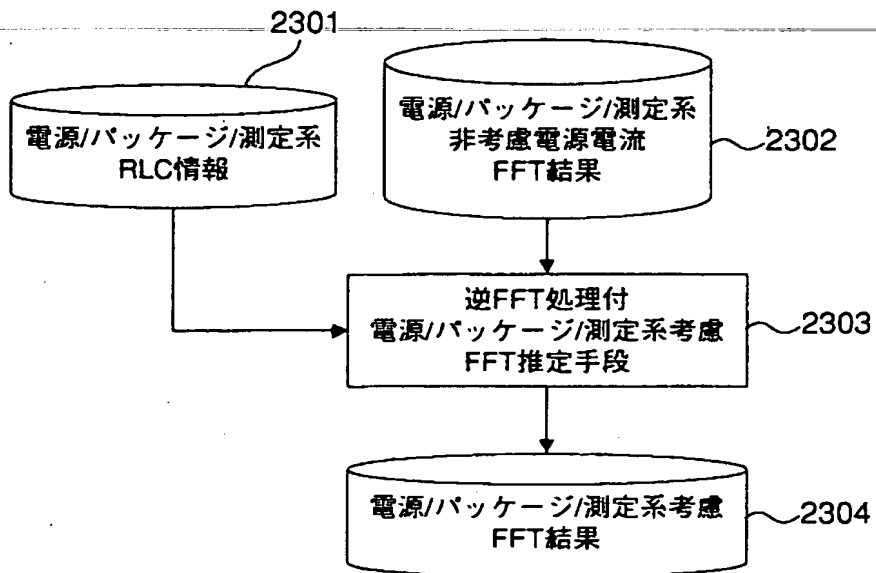 2301
電源/パッケージ/測定系
RLC情報
電源/パッケージ/測定系
非考慮電源電流
FFT結果
2302
逆FFT処理付
電源/パッケージ/測定系考慮
FFT推定手段
2303
電源/パッケージ/測定系考慮
FFT結果
2304